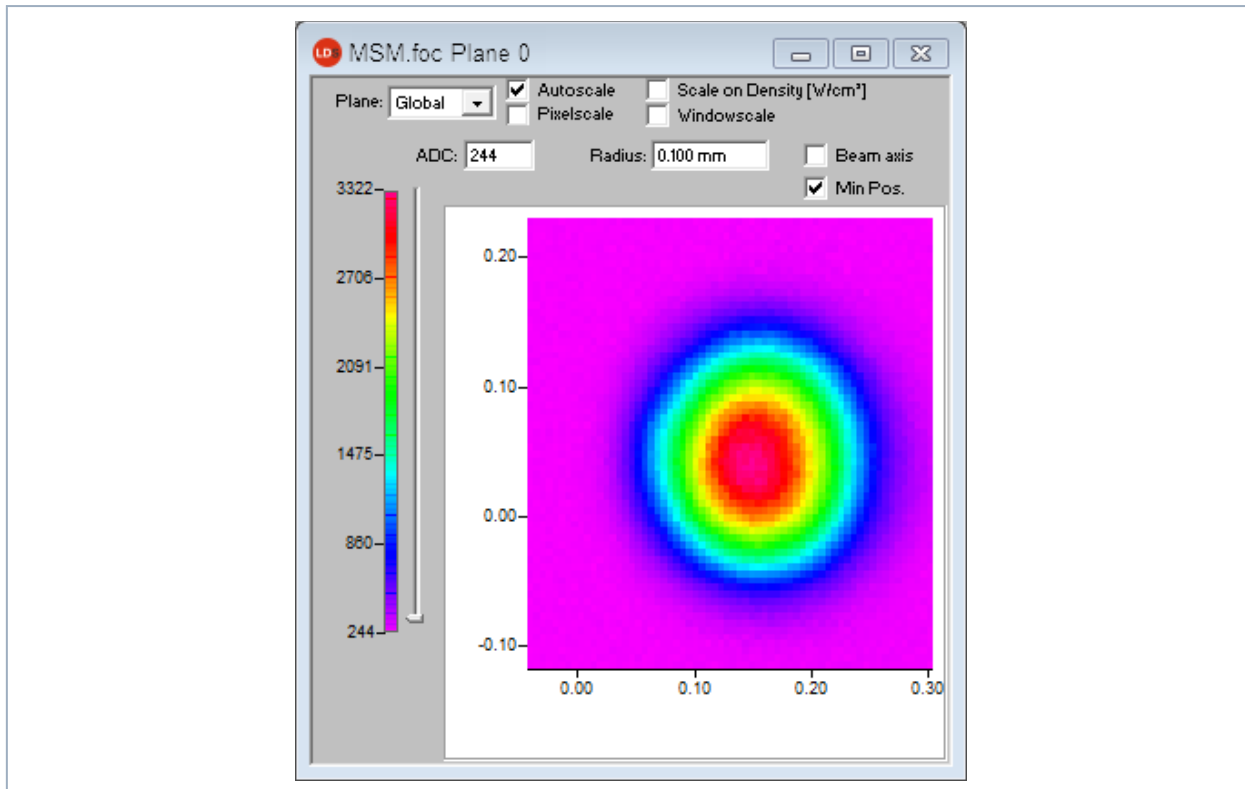 LD
MSM.foc Plane 0
Plane: Global Autoscale Scale on Density [W/cm²]
Pixelscale Windowscale
ADC: 244 Radius: 0.100 mm Beam axis
Min Pos.
3322
2706
2091
1475
860
244
0.20
0.10
0.00
-0.10
0.00 0.10 0.20 0.30